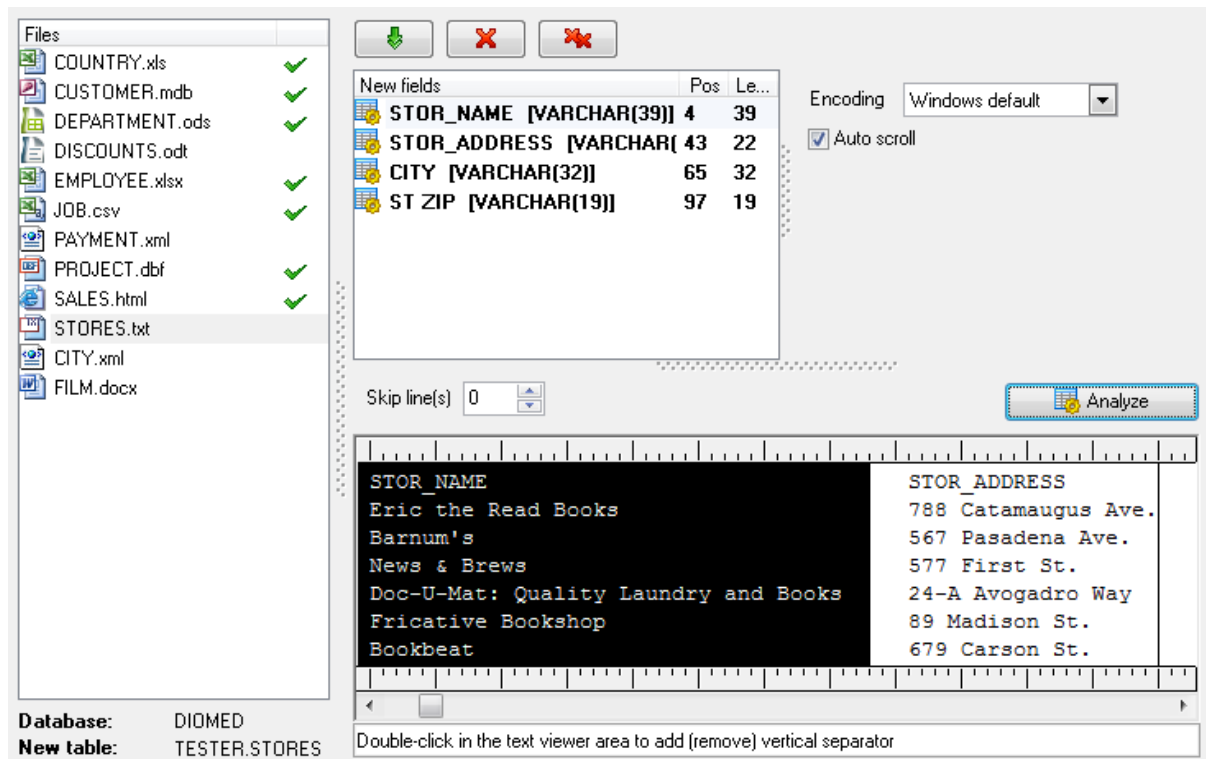 Files
COUNTRY.xls
CUSTOMER.mdb
DEPARTMENT.ods
DISCOUNTS.odt
EMPLOYEE.xlsx
JOB.csv
PAYMENT.xml
PROJECT.dbf
SALES.html
STORES.txt
CITY.xml
FILM.docx
Database: DIOMED
New table: TESTER.STORES
New fields Pos Le...
STOR_NAME [VARCHAR(39)] 4 39
STOR_ADDRESS [VARCHAR( 43 22
CITY [VARCHAR(32)] 65 32
ST ZIP [VARCHAR(19)] 97 19
Encoding Windows default
Auto scroll
Skip line(s) 0
Analyze
STOR_NAME STOR_ADDRESS
Eric the Read Books 788 Catamaugus Ave.
Barnum's 567 Pasadena Ave.
News & Brews 577 First St.
Doc-U-Mat: Quality Laundry and Books 24-A Avogadro Way
Fricative Bookshop 89 Madison St.
Bookbeat 679 Carson St.
Double-click in the text viewer area to add (remove) vertical separator